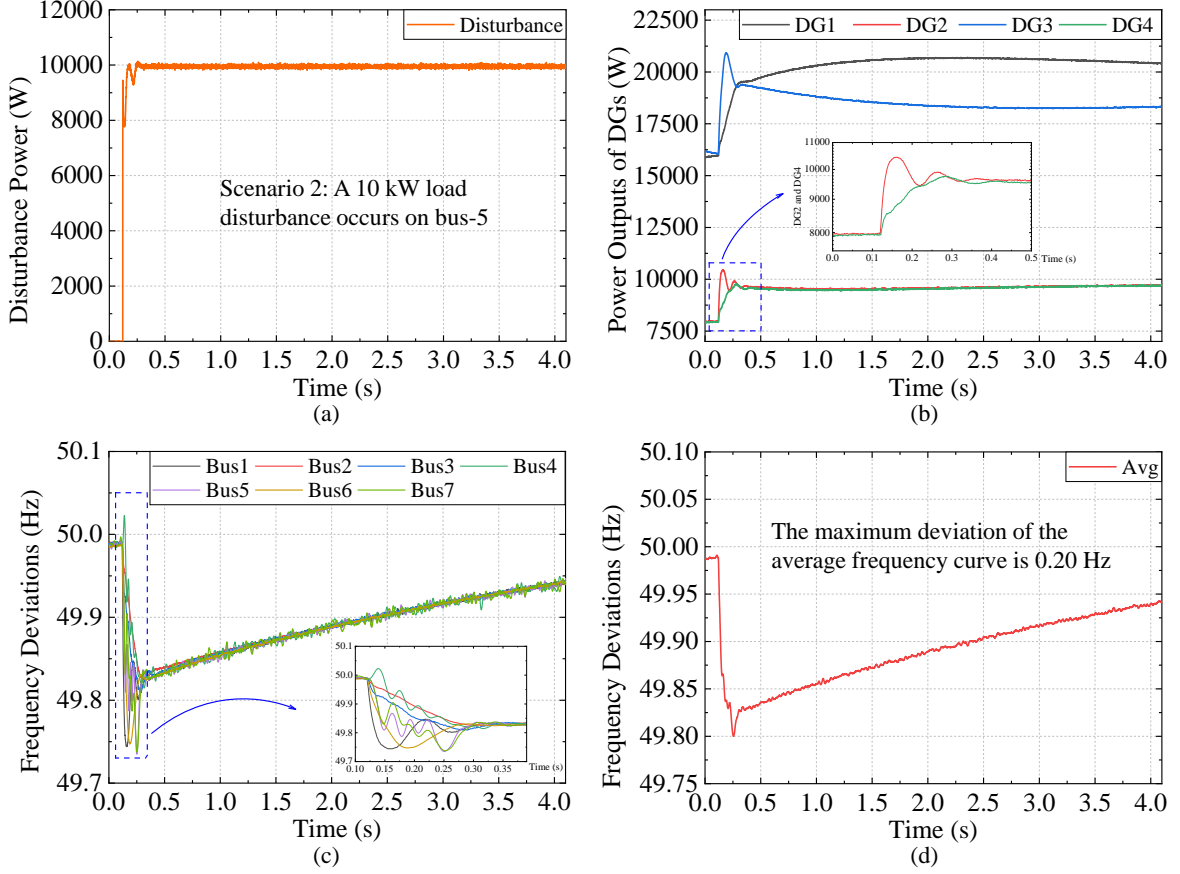 12000
10000
8000
6000
4000
2000
0
Disturbance Power (W)
Disturbance
Scenario 2: A 10 kW load
disturbance occurs on bus-5
0.0 0.5 1.0 1.5 2.0 2.5 3.0 3.5 4.0
Time (s)
(a)
22500
20000
17500
15000
12500
10000
7500
Power Outputs of DGs (W)
DG1 DG2 DG3 DG4
11000
10000
9000
8000
DG2 and DG4
0.0 0.1 0.2 0.3 0.4 0.5
Time (s)
0.0 0.5 1.0 1.5 2.0 2.5 3.0 3.5 4.0
Time (s)
(b)
50.1
50.0
49.9
49.8
49.7
Frequency Deviations (Hz)
Bus1 Bus2 Bus3 Bus4
Bus5 Bus6 Bus7
50.1
50.0
49.9
49.8
49.7
0.10 0.15 0.20 0.25 0.30 0.35
Time (s)
0.0 0.5 1.0 1.5 2.0 2.5 3.0 3.5 4.0
Time (s)
(c)
50.10
50.05
50.00
49.95
49.90
49.85
49.80
49.75
Frequency Deviations (Hz)
Avg
The maximum deviation of the
average frequency curve is 0.20 Hz
0.0 0.5 1.0 1.5 2.0 2.5 3.0 3.5 4.0
Time (s)
(d)